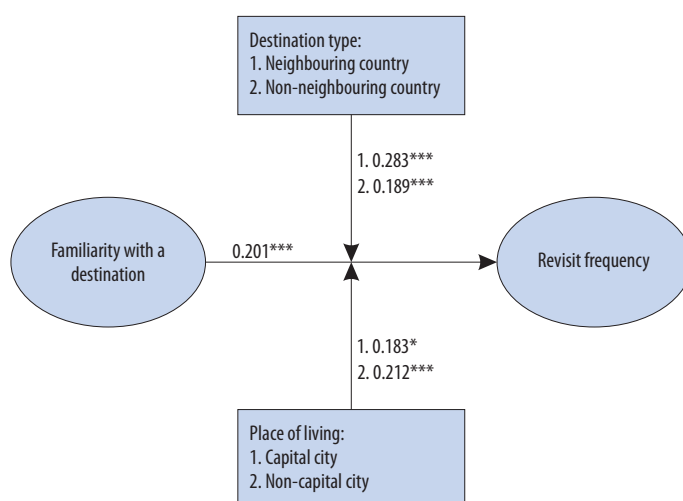 Destination type:
1. Neighbouring country
2. Non-neighbouring country
1. 0.283***
2. 0.189***
Familiarity with a
destination
0.201***
Revisit frequency
1. 0.183*
2. 0.212***
Place of living:
1. Capital city
2. Non-capital city